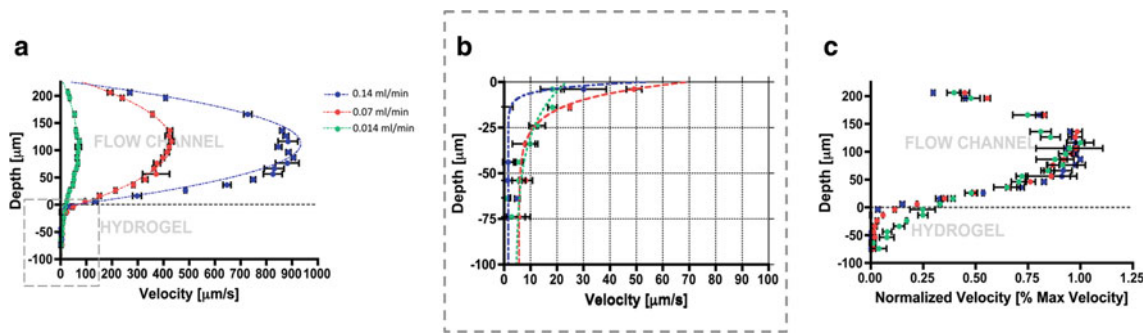 a
Depth [μm]
200
150
100
50
0
-50
-100
FLOW CHANNEL
HYDROGEL
0 100 200 300 400 500 600 700 800 900 1000
Velocity [μm/s]
0.14 ml/min
0.07 ml/min
0.014 ml/min
b
Depth [μm]
0
-25
-50
-75
-100
0 10 20 30 40 50 60 70 80
Velocity [μm/s]
c
Depth [μm]
200
150
100
50
0
-50
-100
FLOW CHANNEL
HYDROGEL
0.00 0.25 0.50 0.75 1.00 1.25
Normalized Velocity [% Max Velocity]